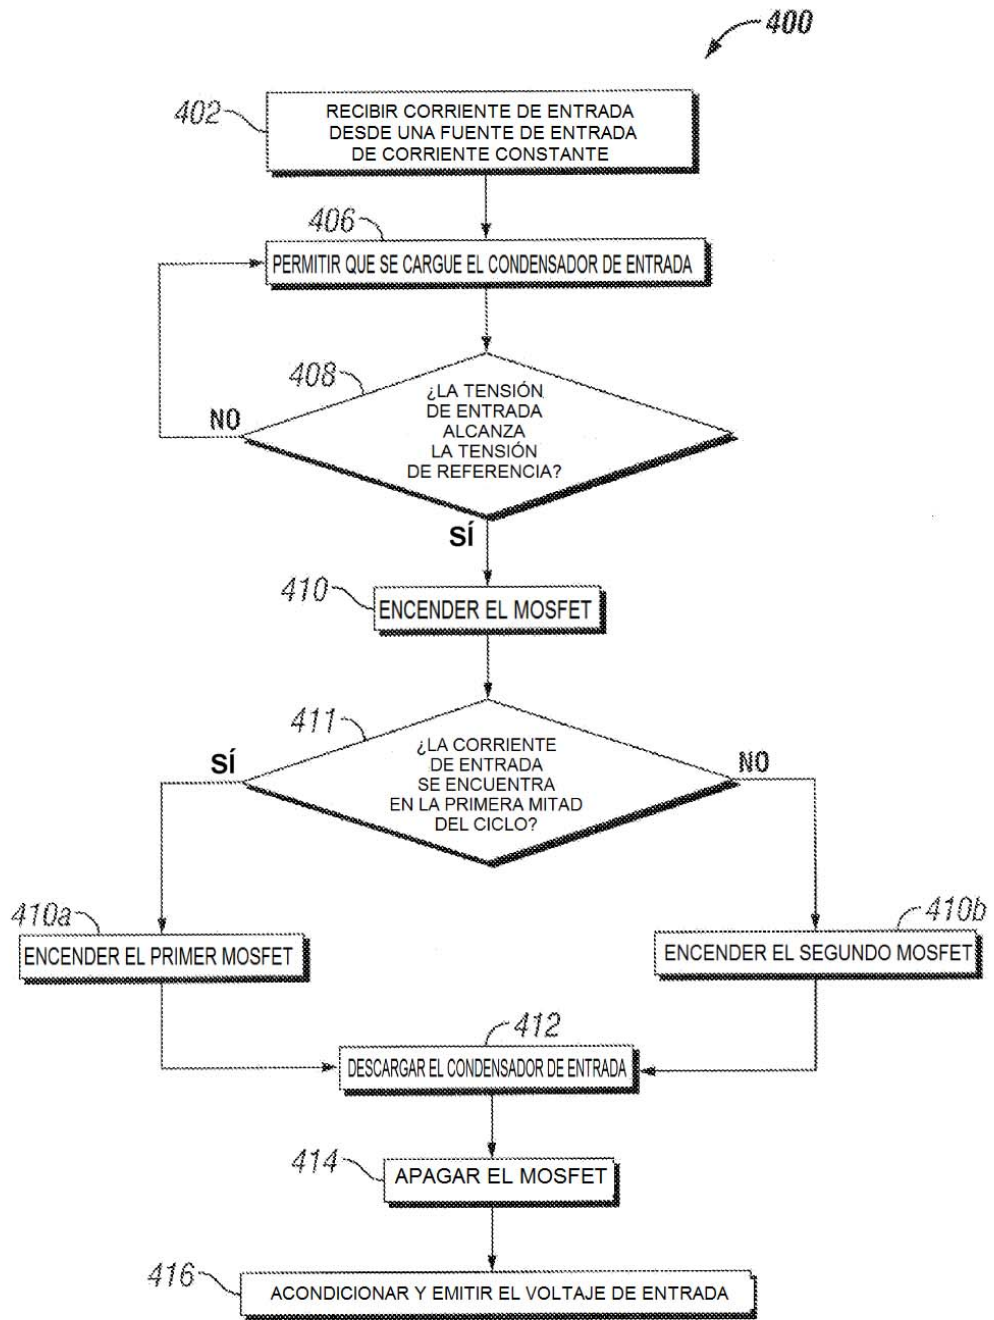 400
402
RECIBIR CORRIENTE DE ENTRADA
DESDE UNA FUENTE DE ENTRADA
DE CORRIENTE CONSTANTE
406
PERMITIR QUE SE CARGUE EL CONDENSADOR DE ENTRADA
408
¿LA TENSIÓN
DE ENTRADA
ALCANZA
LA TENSIÓN
DE REFERENCIA?
NO
SÍ
410
ENCENDER EL MOSFET
411
¿LA CORRIENTE
DE ENTRADA
SE ENCUENTRA
EN LA PRIMERA MITAD
DEL CICLO?
SÍ
NO
410a
ENCENDER EL PRIMER MOSFET
410b
ENCENDER EL SEGUNDO MOSFET
412
DESCARGAR EL CONDENSADOR DE ENTRADA
414
APAGAR EL MOSFET
416
ACONDICIONAR Y EMITIR EL VOLTAJE DE ENTRADA